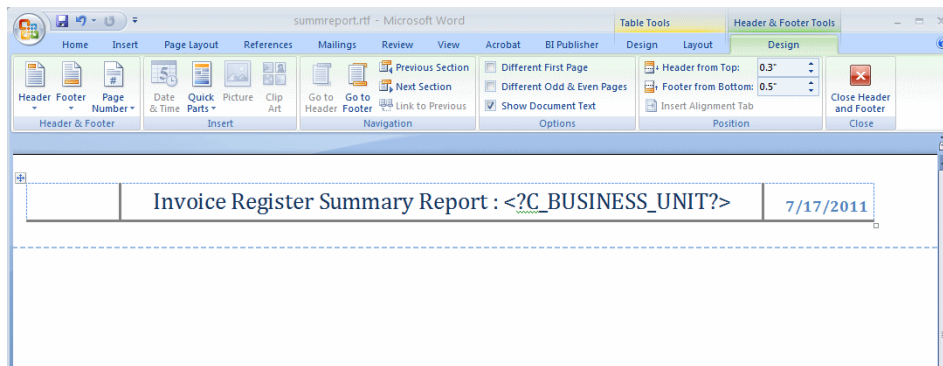 summreport.rtf - Microsoft Word
Table Tools
Header & Footer Tools
Home Insert Page Layout References Mailings Review View Acrobat BI Publisher Design Layout Design
Header Footer Page Number
Header & Footer
5 Date & Time Quick Parts Picture Clip Art
Insert
Go to Header Go to Footer
Previous Section
Next Section
Link to Previous
Navigation
Different First Page
Different Odd & Even Pages
Show Document Text
Options
Header from Top: 0.3"
Footer from Bottom: 0.5"
Insert Alignment Tab
Position
Close Header and Footer
Close
Invoice Register Summary Report : <?C_BUSINESS_UNIT?> 7/17/2011